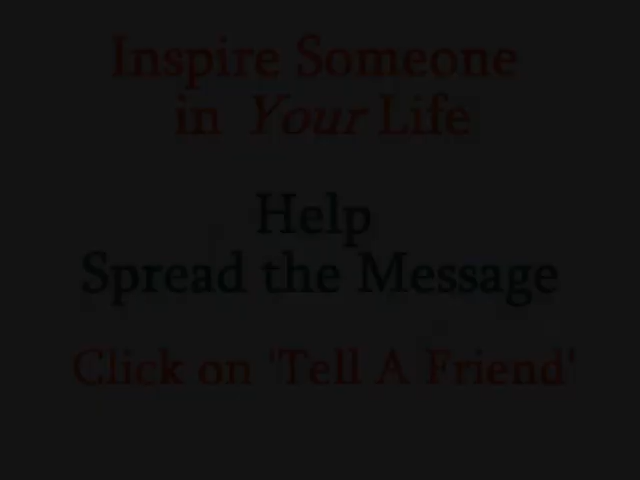 Inspire Someone
in Your Life
Help
Spread the Message
Click on 'Tell A Friend'